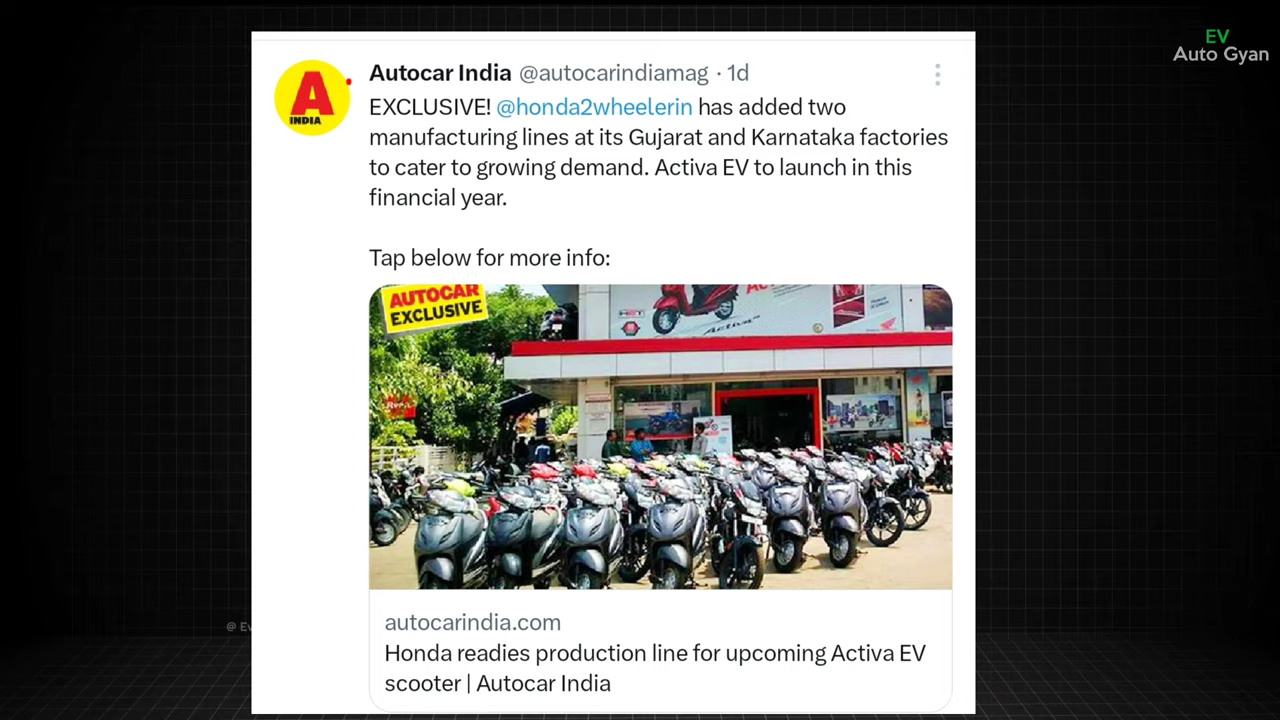 EV
Auto Gyan
A
INDIA
Autocar India @autocarindiamag · 1d
EXCLUSIVE! @honda2wheelerin has added two
manufacturing lines at its Gujarat and Karnataka factories
to cater to growing demand. Activa EV to launch in this
financial year.
Tap below for more info:
AUTOCAR
EXCLUSIVE
Activa
autocarindia.com
Honda readies production line for upcoming Activa EV
scooter | Autocar India